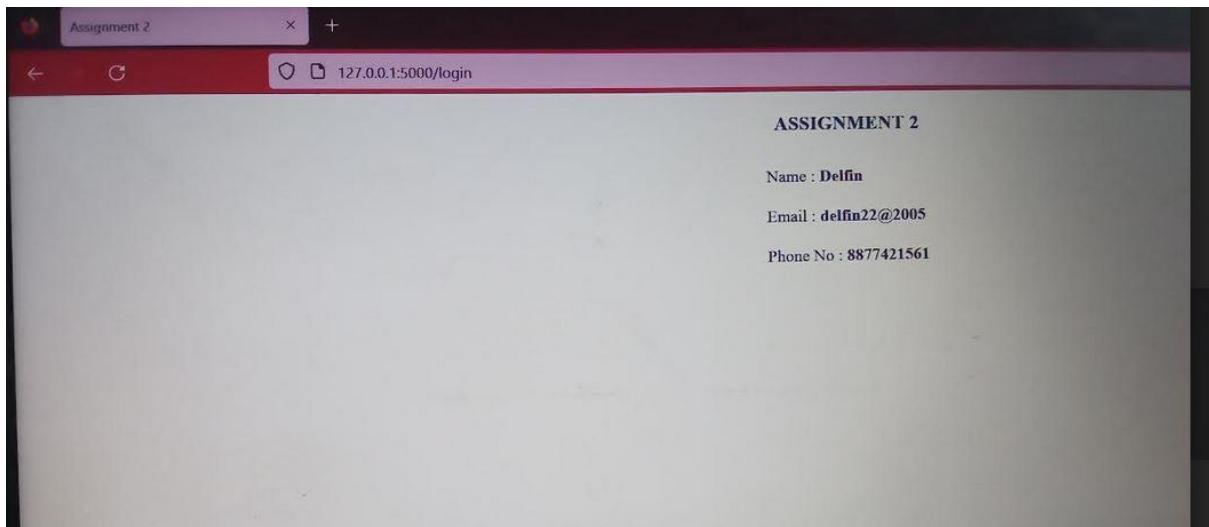 Assignment 2
127.0.0.1:5000/login
ASSIGNMENT 2
Name : Delfin
Email : delfin22@2005
Phone No : 8877421561